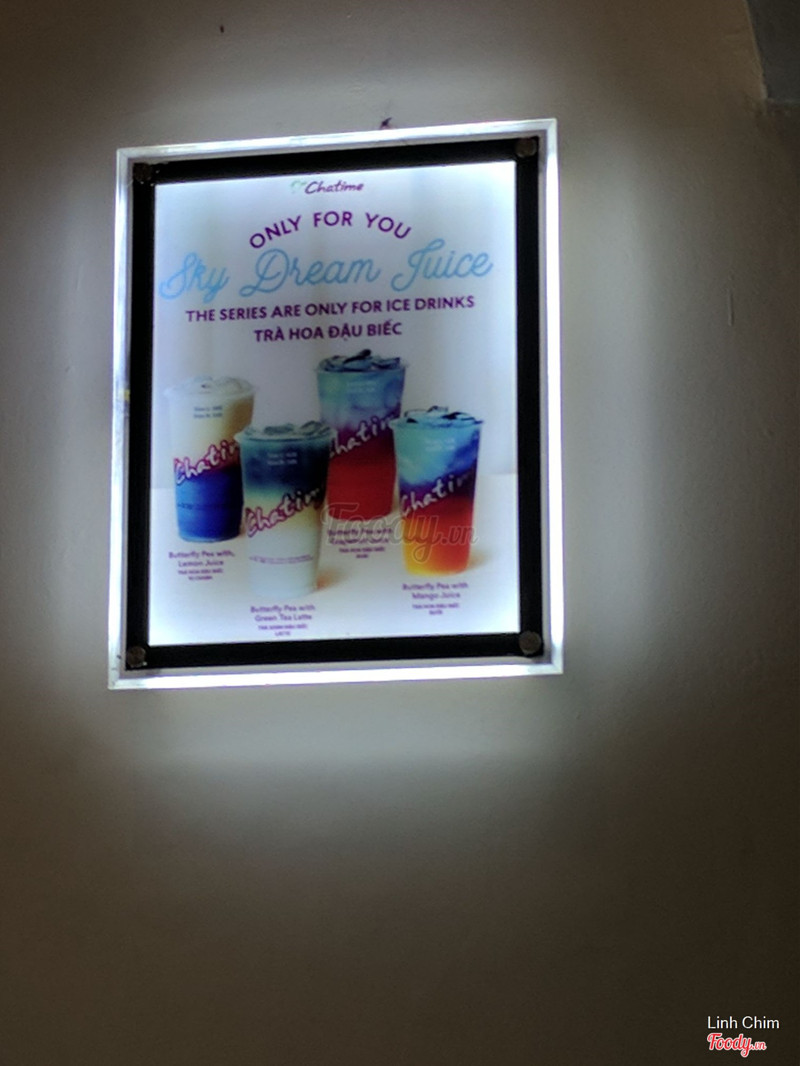 Chatime
ONLY FOR YOU
Sky Dream Juice
THE SERIES ARE ONLY FOR ICE DRINKS
TRÀ HOA ĐẬU BIẾC
Chatime
Chatime
Chatime
Chatime
Butterfly Pea with
Lemon Juice
Butterfly Pea with
Butterfly Pea with
Mango Juice
Butterfly Pea with
Green Tea Latte
LATTE
Foody.vn
Linh Chim
Foody.vn